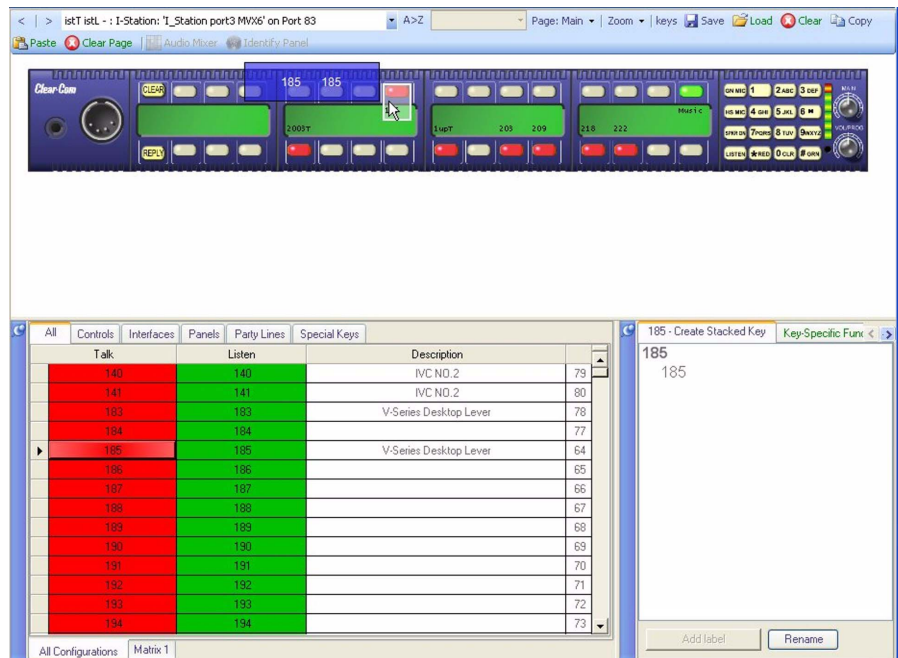 < > istT istL - : I-Station: 'I_Station port3 MVX6' on Port 83 A>Z Page: Main Zoom keys Save Load Clear Copy
Paste Clear Page Audio Mixer Identify Panel
Clear-Com CLEAR 185 185 ON MIC 1 2 ABC 3 DEF MAIN
Music HS MIC 4 GHI 5 JKL 6 M
2003T 1upT 203 209 218 222 SPKR ON 7 PQRS 8 TUV 9 WXYZ VOL/PROG
REPLY LISTEN *RED 0 CLR # GRN
All Controls Interfaces Panels Party Lines Special Keys
Talk Listen Description
140 140 IVC NO.2 79
141 141 IVC NO.2 80
183 183 V-Series Desktop Lever 78
184 184 77
185 185 V-Series Desktop Lever 64
186 186 65
187 187 66
188 188 67
189 189 68
190 190 69
191 191 70
192 192 71
193 193 72
194 194 73
All Configurations Matrix 1
185 - Create Stacked Key Key-Specific Func < >
185
185
Add label Rename